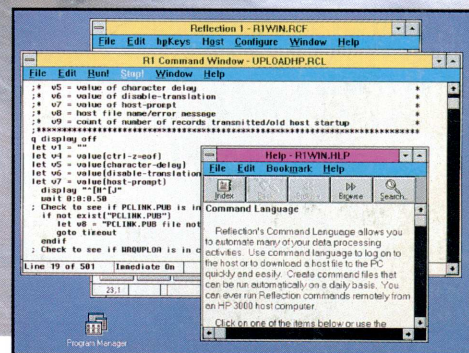 Reflection 1 - R1WIN.RCF
File Edit hpKeys Host Configure Window Help
R1 Command Window - UPLOADHP.RCL
File Edit Run! Stop! Window Help
;* v5 = value of character delay *
;* v6 = value of disable-translation *
;* v7 = value of host-prompt *
;* v8 = host file name/error message *
;* v9 = count of number of records transmitted/old host startup *
q display off
let v1 = ""
let v4 = value(ctrl-z=eof)
let v5 = value(character-delay)
let v6 = value(disable-translation
let v7 = value(host-prompt)
display "^[H^[J"
wait 0:0:0.50
; Check to see if PCLINK.PUB is in
if not exist("PCLINK.PUB")
let v8 = "PCLINK.PUB file not
goto timeout
endif
; Check to see if WRQUPLOA is in c
Line 19 of 501 Immediate On
23,1
Program Manager
Help - R1WIN.HLP
File Edit Bookmark Help
Index Browse Search..
Command Language
Reflection's Command Language allows you
to automate many of your data processing
activities. Use command language to log on to
the host or to download a host file to the PC
quickly and easily. Create command files that
can be run automatically on a daily basis. You
can even run Reflection commands remotely from
an HP 3000 host computer.
Click on one of the items below or use the